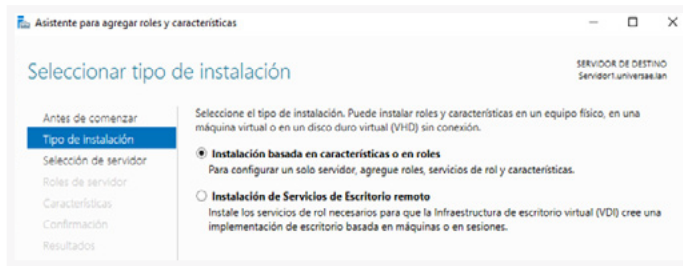 Asistente para agregar roles y características
Seleccionar tipo de instalación
SERVIDOR DE DESTINO
Servidor1.universae.lan
Antes de comenzar
Tipo de instalación
Selección de servidor
Roles de servidor
Características
Confirmación
Resultados
Seleccione el tipo de instalación. Puede instalar roles y características en un equipo físico, en una
máquina virtual o en un disco duro virtual (VHD) sin conexión.
Instalación basada en características o en roles
Para configurar un solo servidor, agregue roles, servicios de rol y características.
Instalación de Servicios de Escritorio remoto
Instale los servicios de rol necesarios para que la Infraestructura de escritorio virtual (VDI) cree una
implementación de escritorio basada en máquinas o en sesiones.